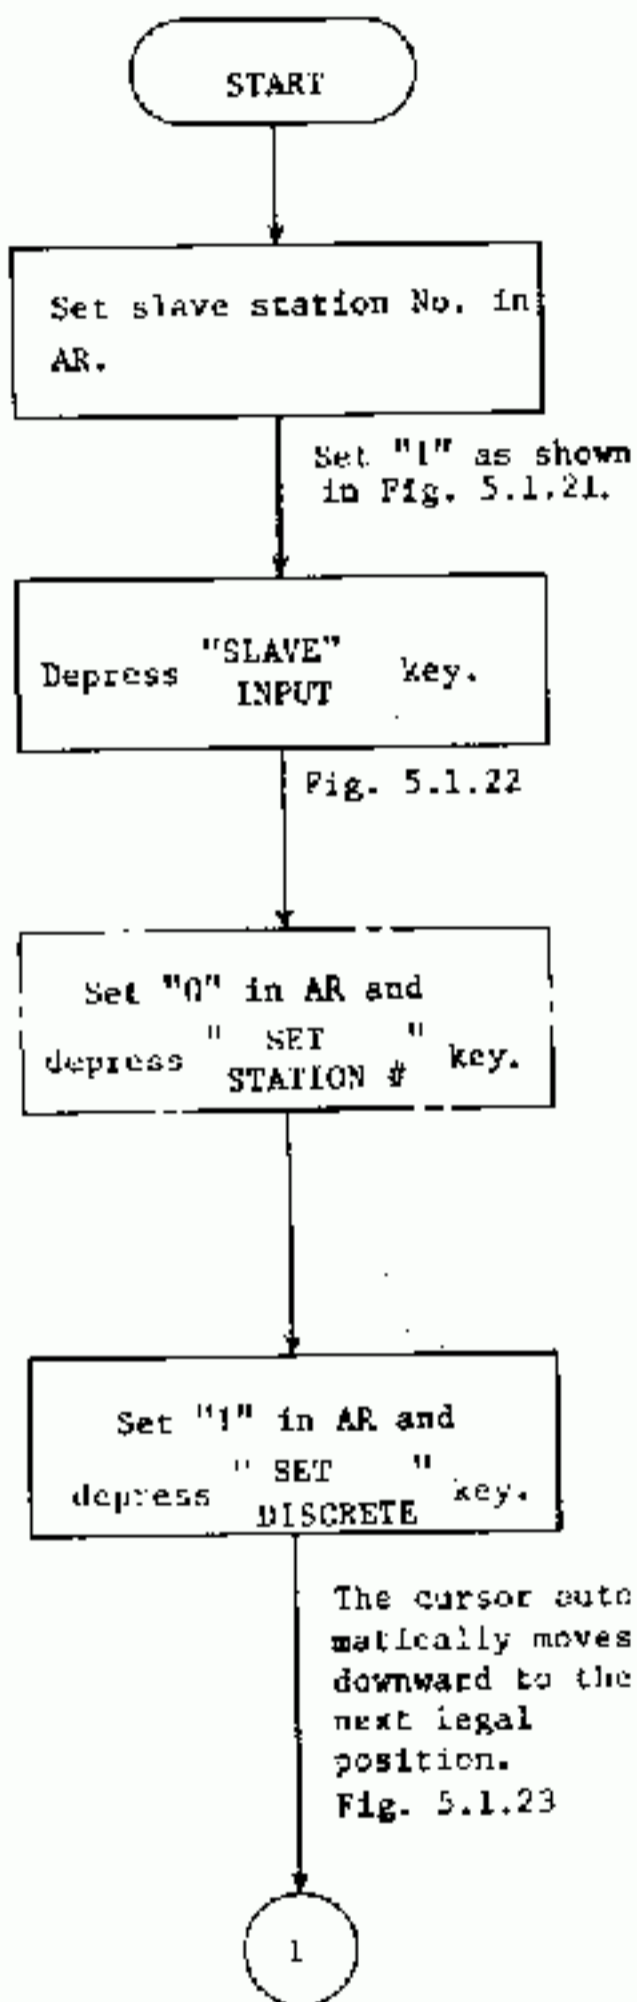 START
Set slave station No. in
AR.
Set "1" as shown
in Fig. 5.1.21.
"SLAVE"
Depress INPUT key.
Fig. 5.1.22
Set "0" in AR and
" SET "
depress STATION # key.
Set "1" in AR and
" SET "
depress DISCRETE key.
The cursor auto
matically moves
downward to the
next legal
position.
Fig. 5.1.23
1